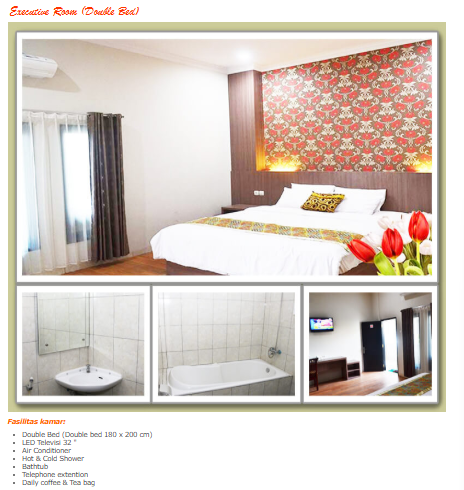 Executive Room (Double Bed)
Fasilitas kamar:
Double Bed (Double bed 180 x 200 cm)
LED Televisi 32 "
Air Conditioner
Hot & Cold Shower
Bathtub
Telephone extention
Daily coffee & Tea bag